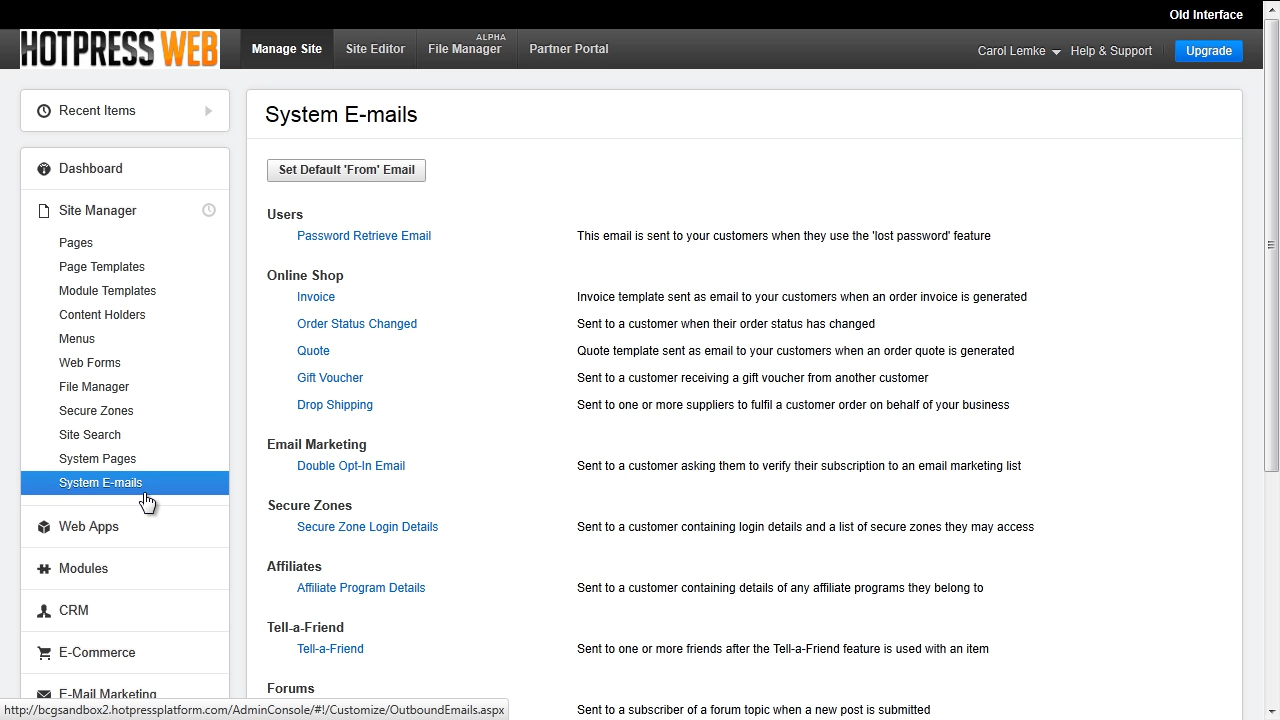 Old Interface
HOTPRESS WEB
Manage Site
Site Editor
ALPHA
File Manager
Partner Portal
Carol Lemke
Help & Support
Upgrade
Recent Items
Dashboard
Site Manager
Pages
Page Templates
Module Templates
Content Holders
Menus
Web Forms
File Manager
Secure Zones
Site Search
System Pages
System E-mails
Web Apps
Modules
CRM
E-Commerce
E-Mail Marketing
System E-mails
Set Default 'From' Email
Users
Password Retrieve Email This email is sent to your customers when they use the 'lost password' feature
Online Shop
Invoice Invoice template sent as email to your customers when an order invoice is generated
Order Status Changed Sent to a customer when their order status has changed
Quote Quote template sent as email to your customers when an order quote is generated
Gift Voucher Sent to a customer receiving a gift voucher from another customer
Drop Shipping Sent to one or more suppliers to fulfil a customer order on behalf of your business
Email Marketing
Double Opt-In Email Sent to a customer asking them to verify their subscription to an email marketing list
Secure Zones
Secure Zone Login Details Sent to a customer containing login details and a list of secure zones they may access
Affiliates
Affiliate Program Details Sent to a customer containing details of any affiliate programs they belong to
Tell-a-Friend
Tell-a-Friend Sent to one or more friends after the Tell-a-Friend feature is used with an item
Forums
Sent to a subscriber of a forum topic when a new post is submitted
http://bcgsandbox2.hotpressplatform.com/AdminConsole/#!/Customize/OutboundEmails.aspx